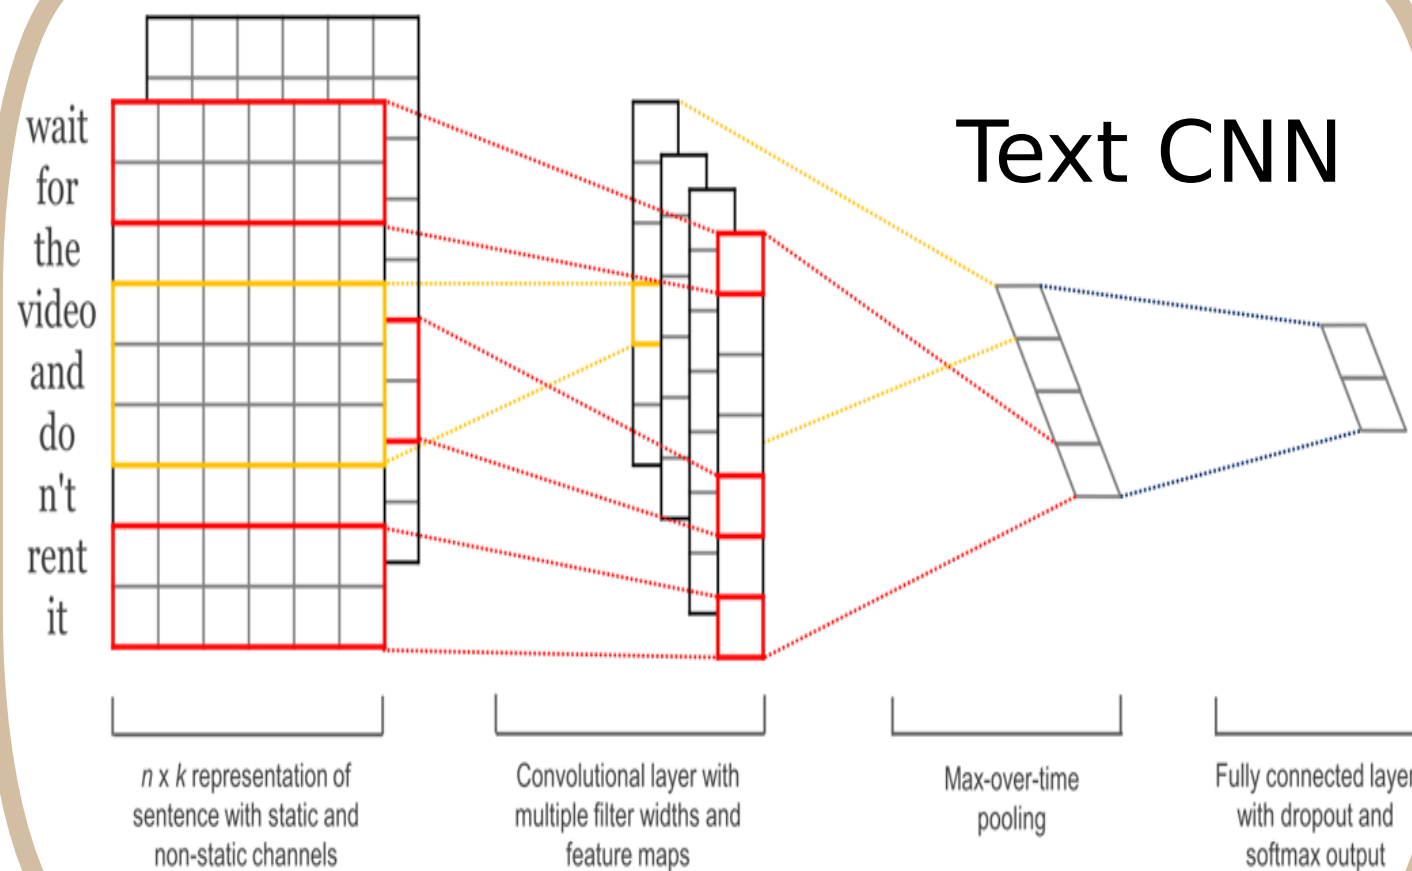 Text CNN
wait
for
the
video
and
do
n't
rent
it
n x k representation of
sentence with static and
non-static channels
Convolutional layer with
multiple filter widths and
feature maps
Max-over-time
pooling
Fully connected layer
with dropout and
softmax output